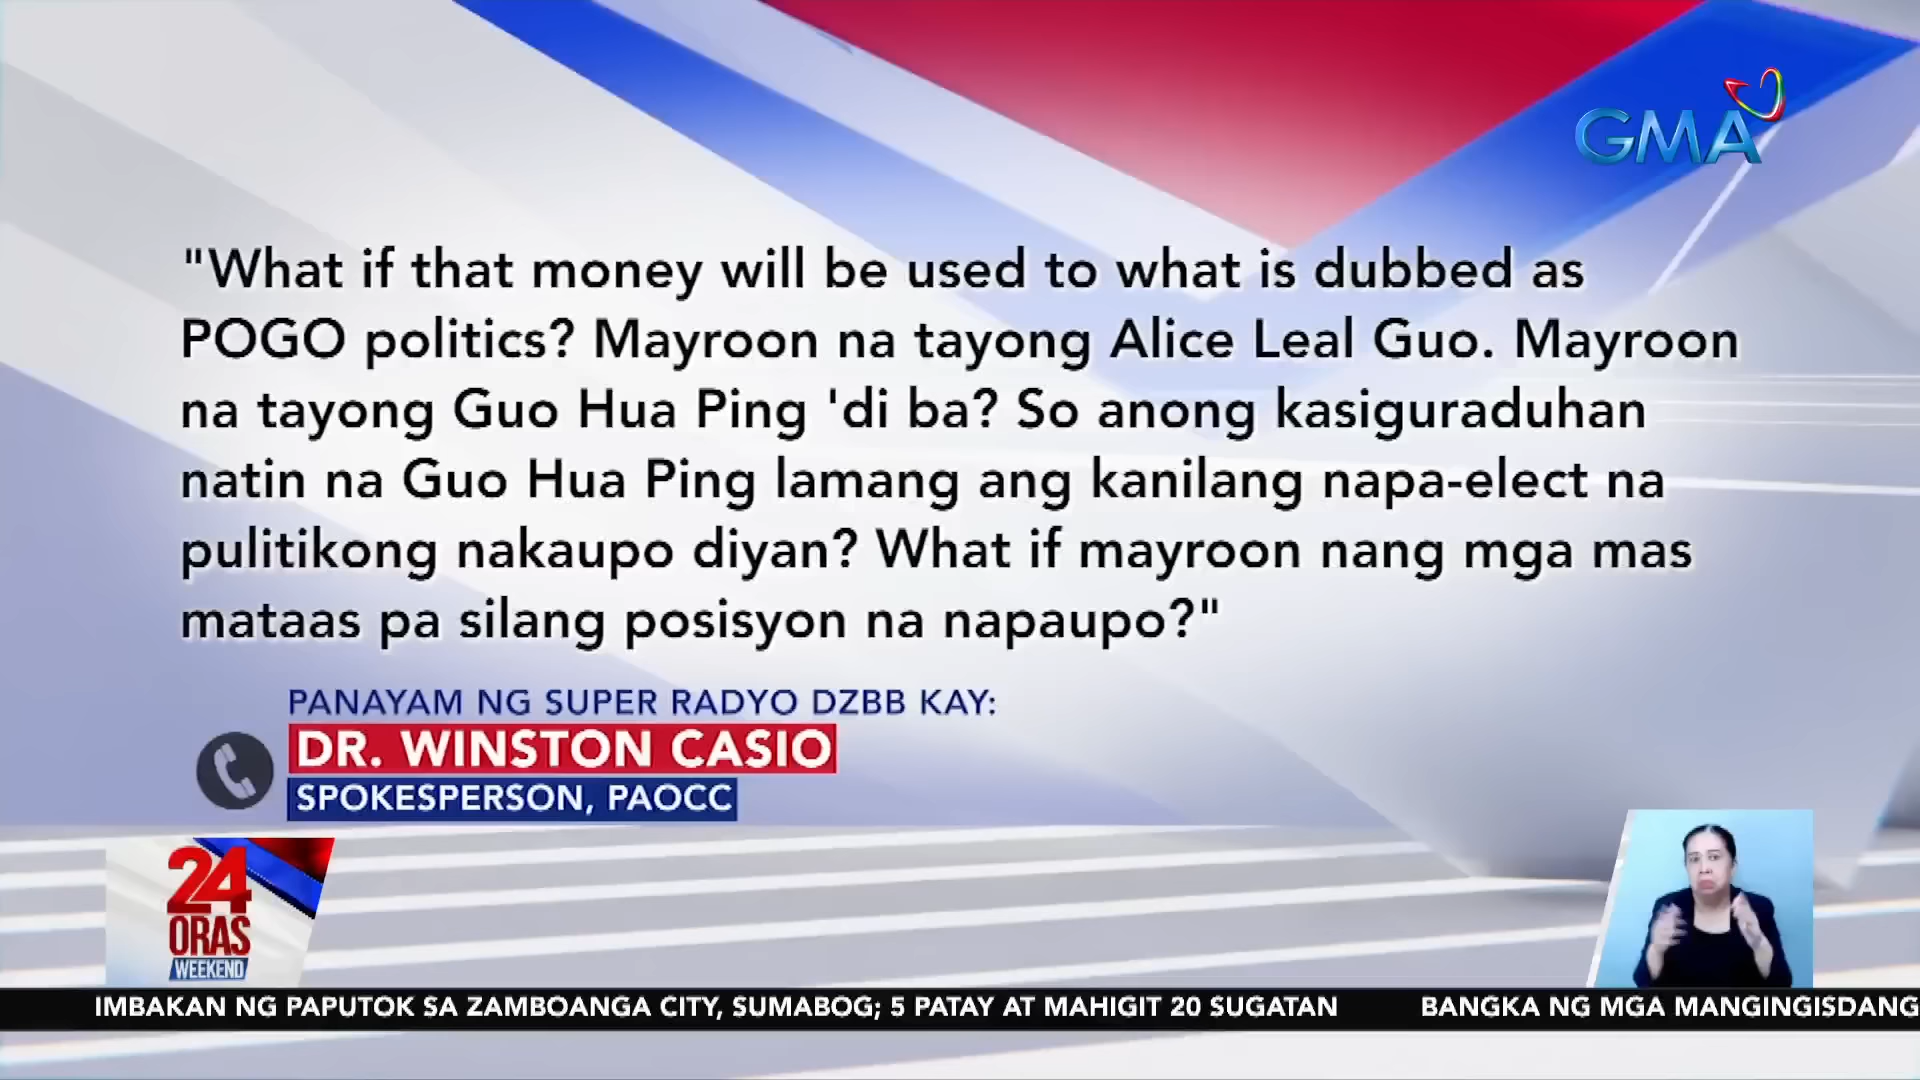 GMA
"What if that money will be used to what is dubbed as
POGO politics? Mayroon na tayong Alice Leal Guo. Mayroon
na tayong Guo Hua Ping 'di ba? So anong kasiguraduhan
natin na Guo Hua Ping lamang ang kanilang napa-elect na
pulitikong nakaupo diyan? What if mayroon nang mga mas
mataas pa silang posisyon na napaupo?"
PANAYAM NG SUPER RADYO DZBB KAY:
DR. WINSTON CASIO
SPOKESPERSON, PAOCC
24
ORAS
WEEKEND
IMBAKAN NG PAPUTOK SA ZAMBOANGA CITY, SUMABOG; 5 PATAY AT MAHIGIT 20 SUGATAN BANGKA NG MGA MANGINGISDANG